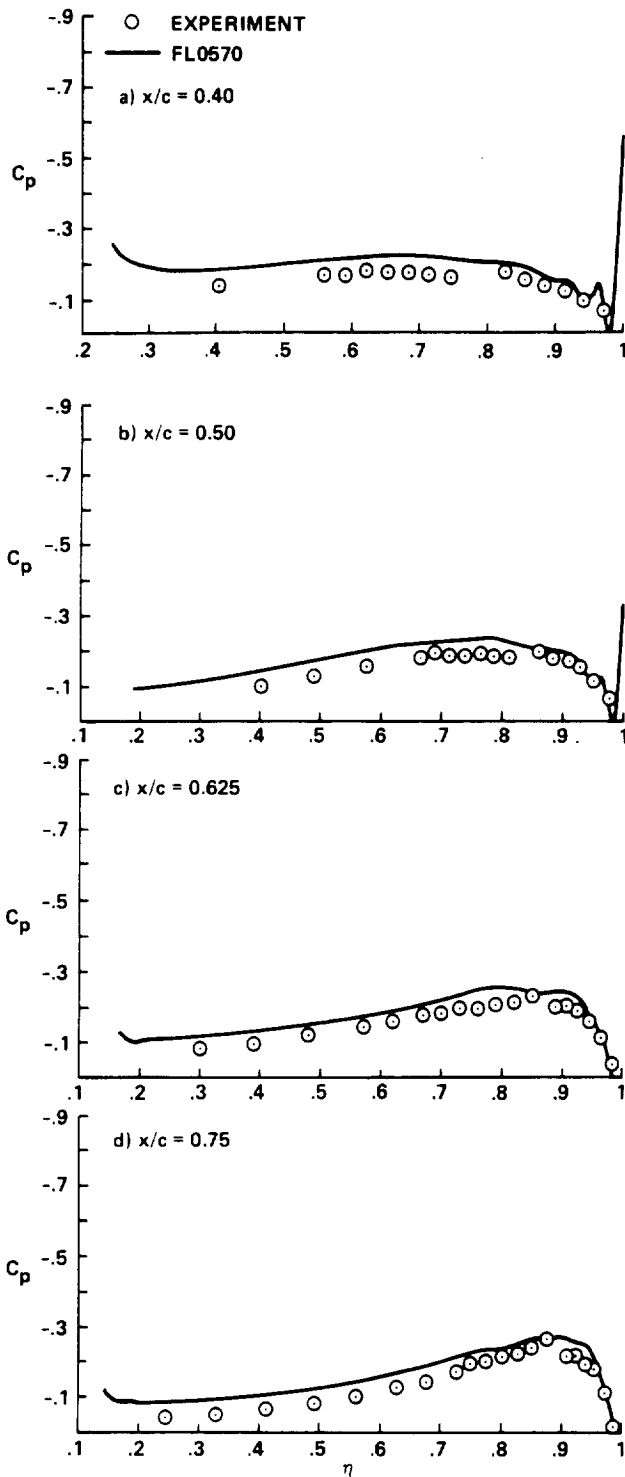 EXPERIMENT
FL0570
a) x/c = 0.40
-.9
-.7
-.5
Cp
-.3
-.1
.2 .3 .4 .5 .6 .7 .8 .9 1
b) x/c = 0.50
-.9
-.7
-.5
Cp
-.3
-.1
.1 .2 .3 .4 .5 .6 .7 .8 .9 1
c) x/c = 0.625
-.9
-.7
-.5
Cp
-.3
-.1
.1 .2 .3 .4 .5 .6 .7 .8 .9 1
d) x/c = 0.75
-.9
-.7
-.5
Cp
-.3
-.1
.1 .2 .3 .4 .5 .6 .7 .8 .9 1
η